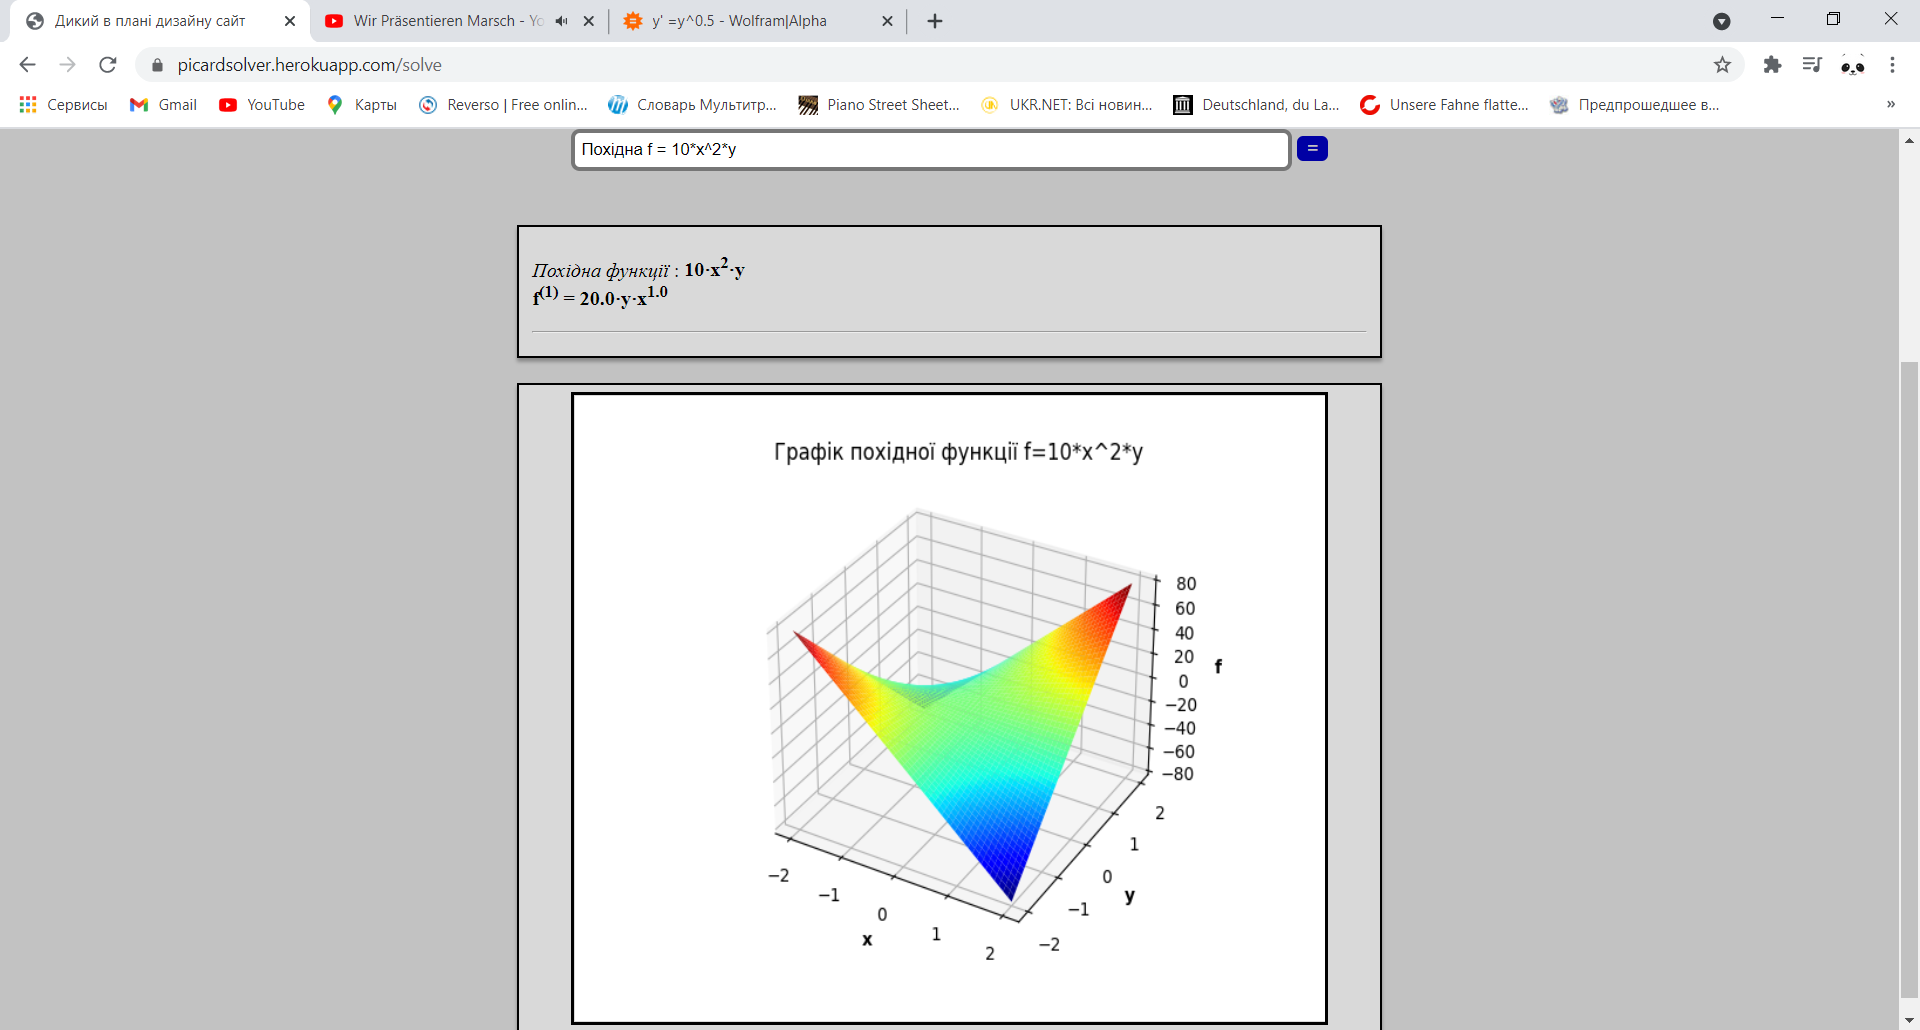 Дикий в плані дизайну сайт
Wir Präsentieren Marsch - Yo
y' =y^0.5 - Wolfram|Alpha
picardsolver.herokuapp.com/solve
Сервисы
Gmail
YouTube
Карты
Reverso | Free onlin...
Словарь Мультитр...
Piano Street Sheet...
UKR.NET: Всі новин...
Deutschland, du La...
Unsere Fahne flatte...
Предпрошедшее в...
»
Похідна f = 10*x^2*y
=
Похідна функції : 10·x^2·y
f^(1) = 20.0·y·x^1.0
Графік похідної функції f=10*x^2*y
80
60
40
20
0
−20
−40
−60
−80
f
2
1
0
−1
−2
y
−2
−1
0
1
2
x